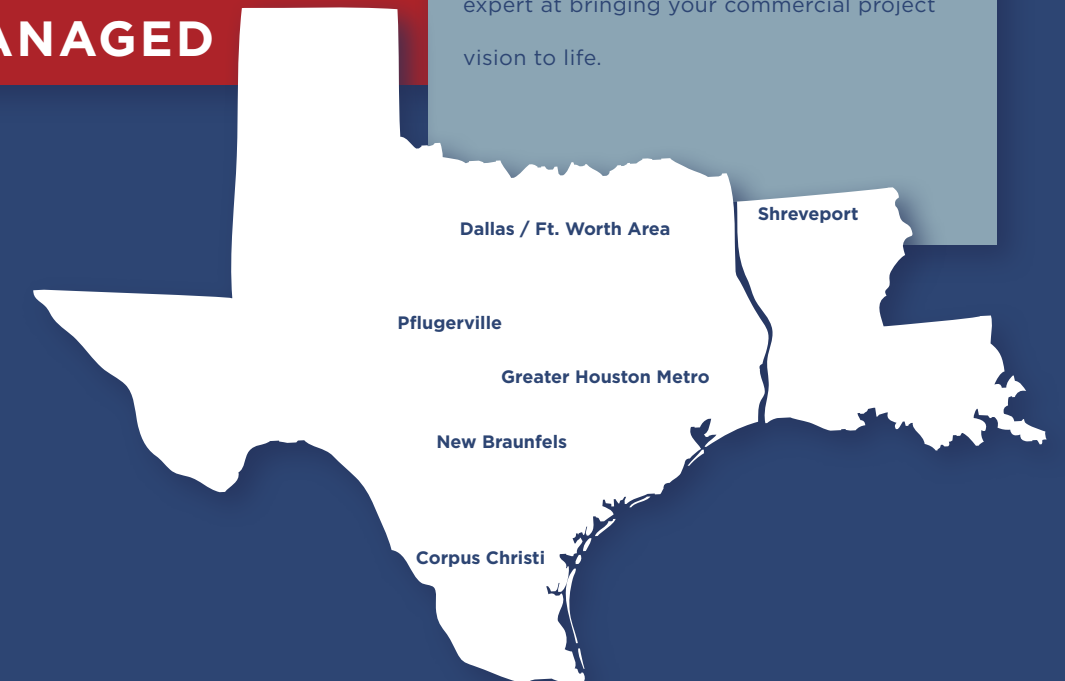 expert at bringing your commercial project
ANAGED
vision to life.
Shreveport
Dallas / Ft. Worth Area
Pflugerville
Greater Houston Metro
New Braunfels
Corpus Christi